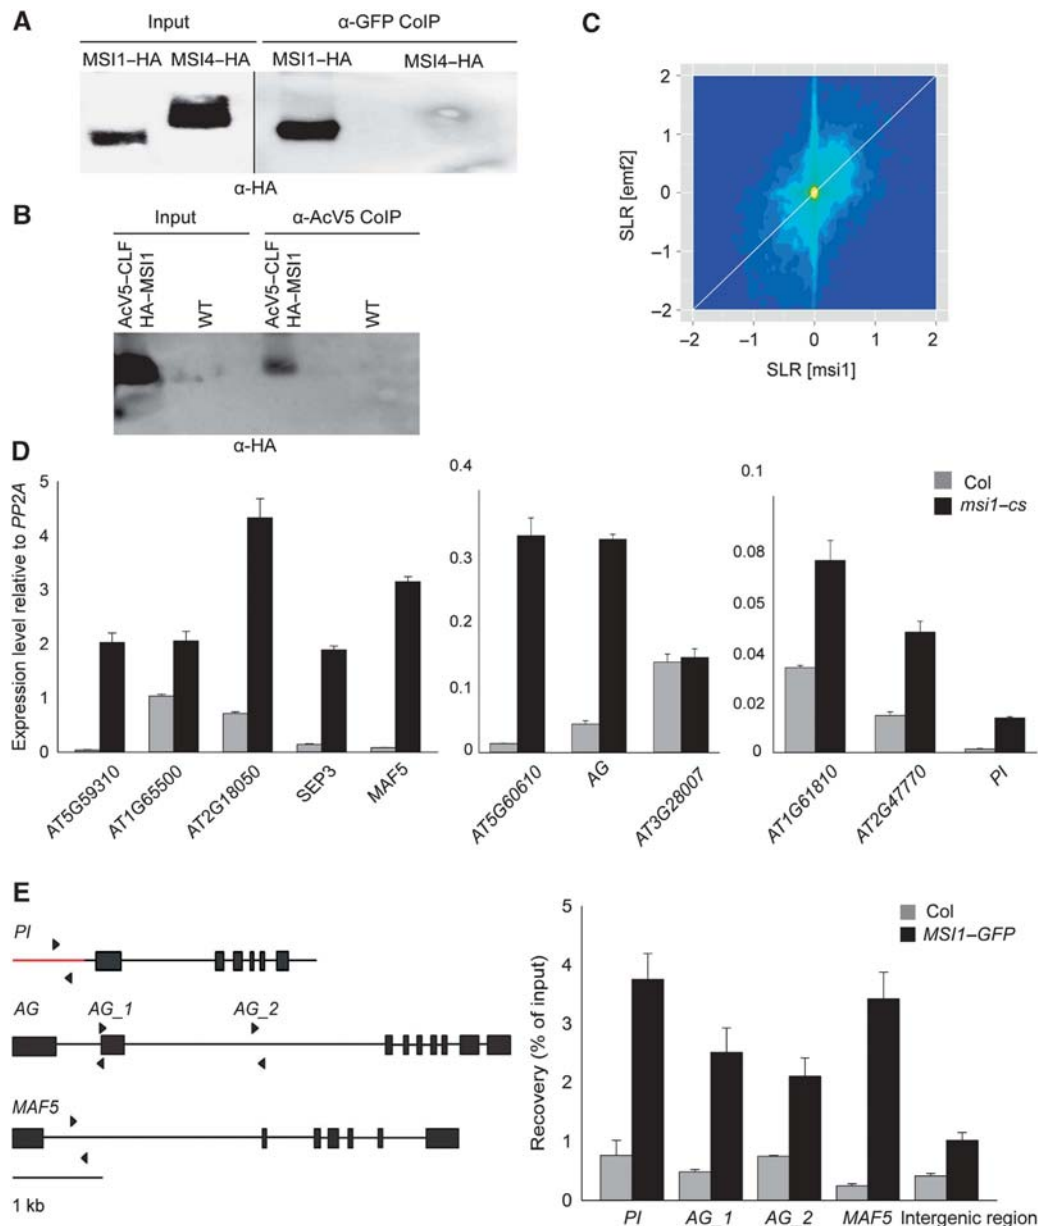 A
Input
α-GFP CoIP
MSI1–HA MSI4–HA MSI1–HA MSI4–HA
α-HA
B
Input
α-AcV5 CoIP
AcV5–CLF
HA–MSI1
WT
AcV5–CLF
HA–MSI1
WT
α-HA
C
SLR [emf2]
2
1
0
−1
−2
−2 −1 0 1 2
SLR [msi1]
D
Expression level relative to PP2A
5
4
3
2
1
0
AT5G59310
AT1G65500
AT2G18050
SEP3
MAF5
0.4
0.3
0.2
0.1
0
AT5G60610
AG
AT3G28007
0.1
0.08
0.05
0.04
0.02
0
AT1G61810
AT2G47770
PI
Col
msi1–cs
E
PI
AG AG_1 AG_2
MAF5
1 kb
Recovery (% of input)
5
4
3
2
1
0
Col
MSI1–GFP
PI AG_1 AG_2 MAF5 Intergenic region